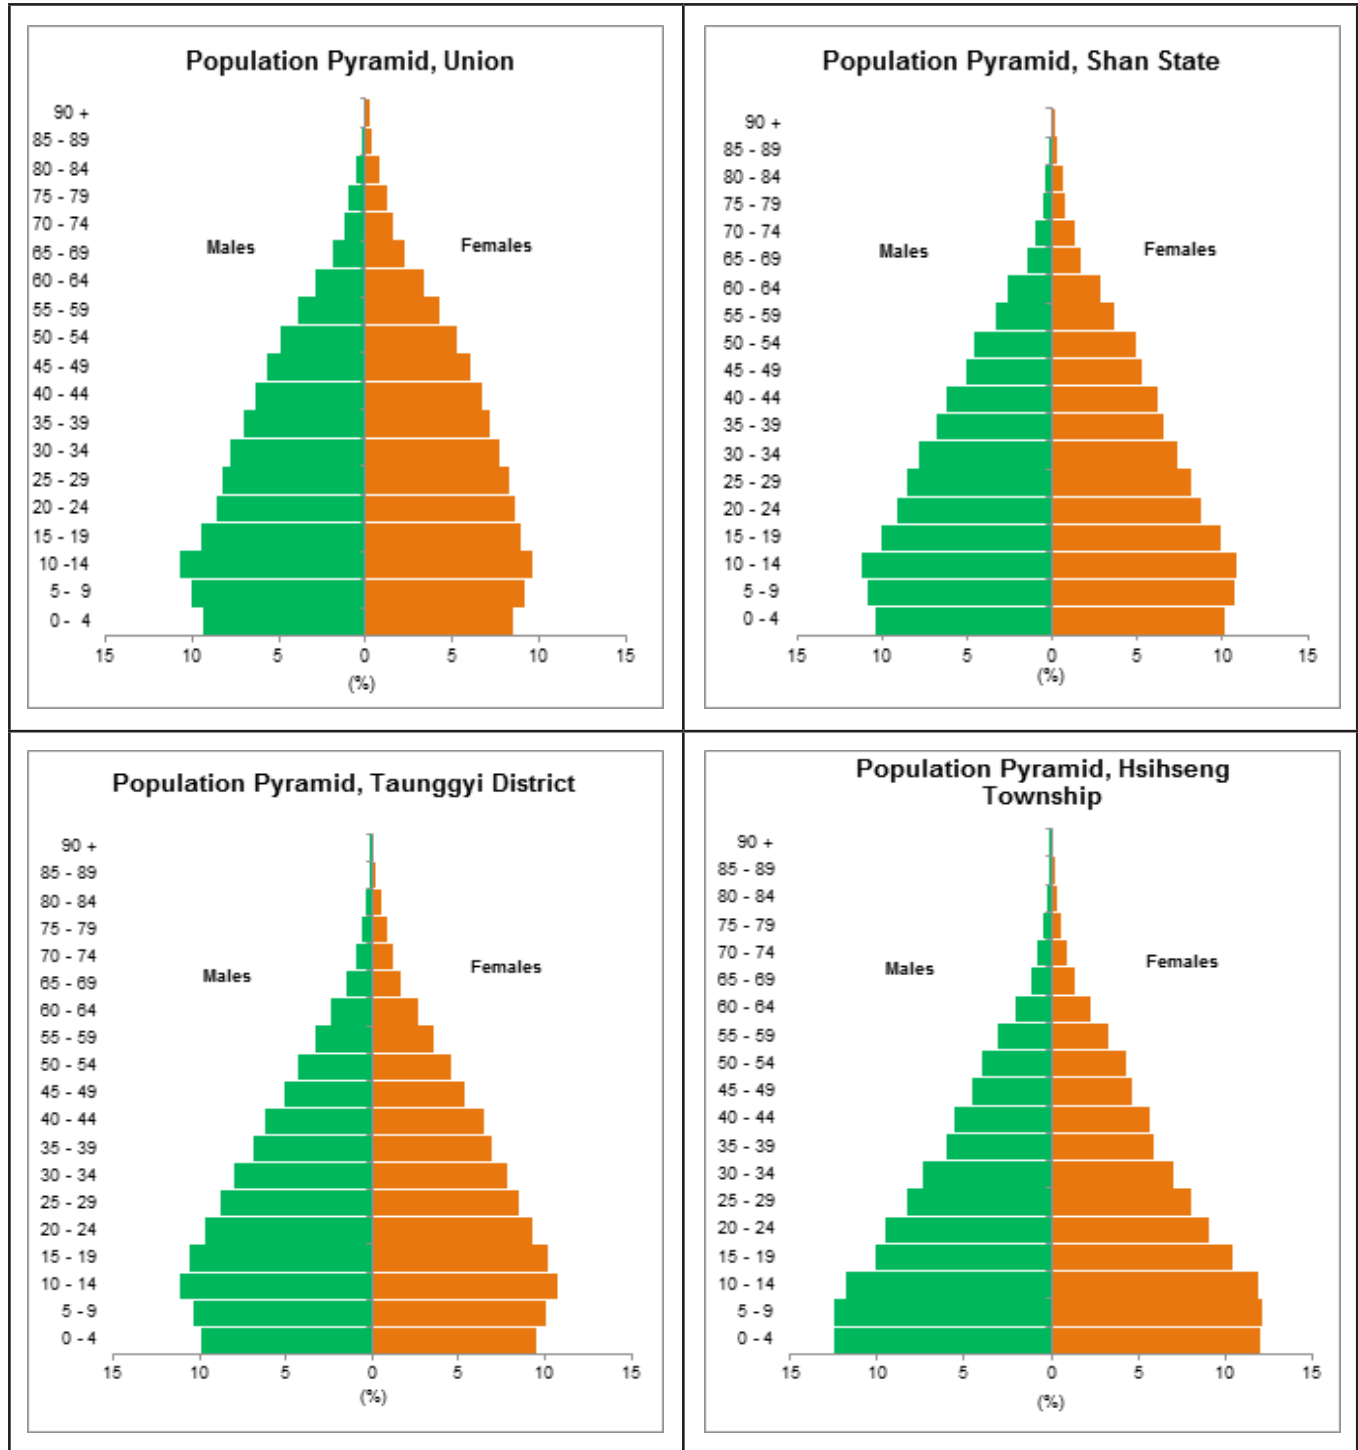 Population Pyramid, Union
90 +
85 - 89
80 - 84
75 - 79
70 - 74
65 - 69
60 - 64
55 - 59
50 - 54
45 - 49
40 - 44
35 - 39
30 - 34
25 - 29
20 - 24
15 - 19
10 -14
5 - 9
0 - 4
Males
Females
15 10 5 0 5 10 15
(%)
Population Pyramid, Shan State
90 +
85 - 89
80 - 84
75 - 79
70 - 74
65 - 69
60 - 64
55 - 59
50 - 54
45 - 49
40 - 44
35 - 39
30 - 34
25 - 29
20 - 24
15 - 19
10 - 14
5 - 9
0 - 4
Males
Females
15 10 5 0 5 10 15
(%)
Population Pyramid, Taunggyi District
90 +
85 - 89
80 - 84
75 - 79
70 - 74
65 - 69
60 - 64
55 - 59
50 - 54
45 - 49
40 - 44
35 - 39
30 - 34
25 - 29
20 - 24
15 - 19
10 - 14
5 - 9
0 - 4
Males
Females
15 10 5 0 5 10 15
(%)
Population Pyramid, Hsihseng
Township
90 +
85 - 89
80 - 84
75 - 79
70 - 74
65 - 69
60 - 64
55 - 59
50 - 54
45 - 49
40 - 44
35 - 39
30 - 34
25 - 29
20 - 24
15 - 19
10 - 14
5 - 9
0 - 4
Males
Females
15 10 5 0 5 10 15
(%)